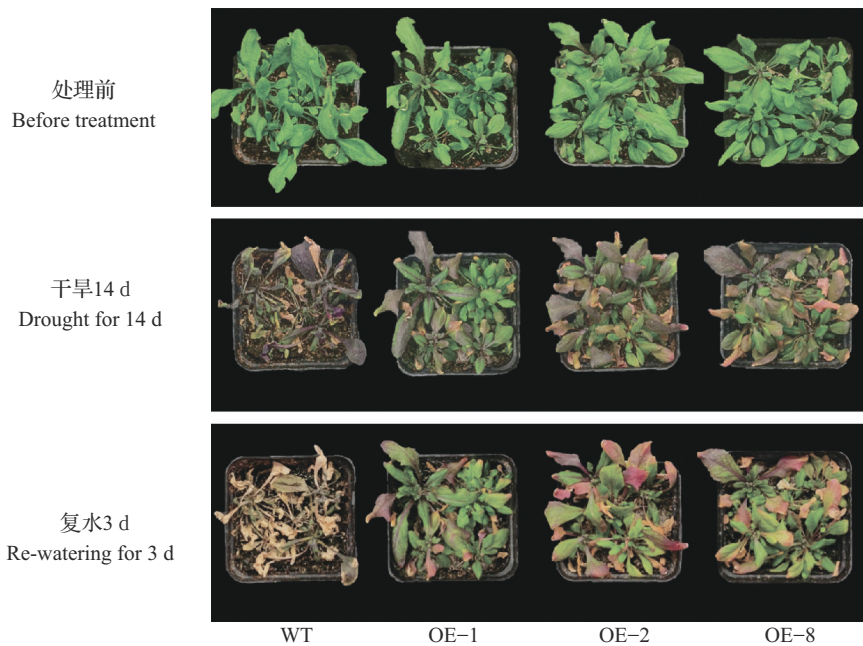 处理前
Before treatment
干旱14 d
Drought for 14 d
复水3 d
Re-watering for 3 d
WT
OE−1
OE−2
OE−8